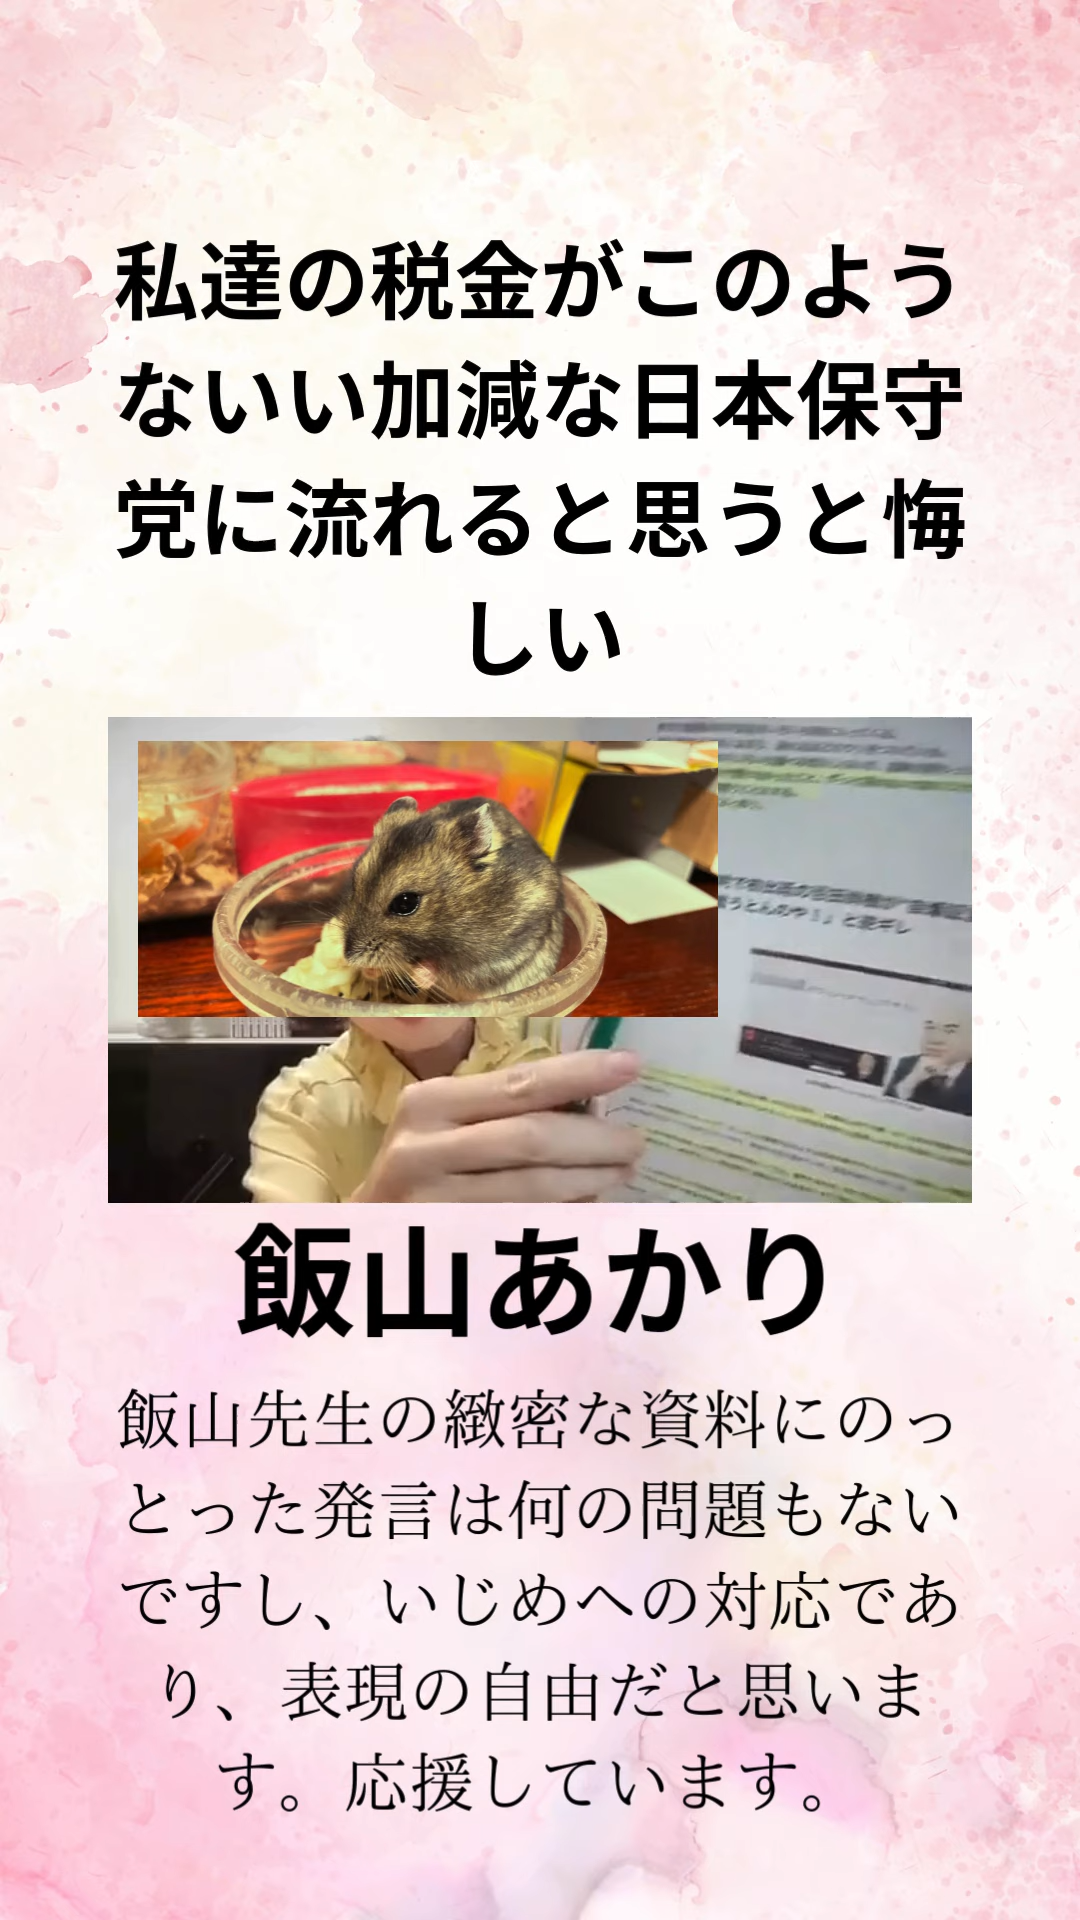 私達の税金がこのよう
ないい加減な日本保守
党に流れると思うと悔
しい
飯山あかり
飯山先生の緻密な資料にのっ
とった発言は何の問題もない
ですし、いじめへの対応であ
り、表現の自由だと思いま
す。応援しています。